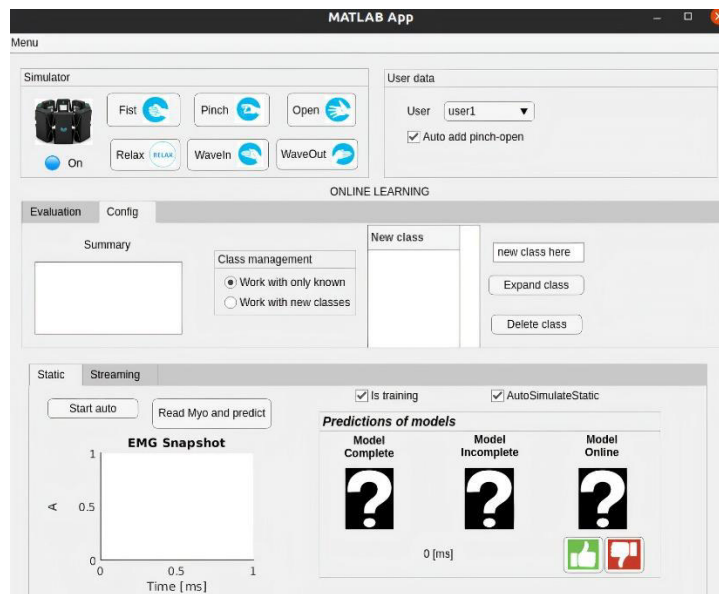 MATLAB App
Menu
Simulator
Fist
Pinch
Open
On
Relax
RELAX
WaveIn
WaveOut
User data
User
user1
Auto add pinch-open
ONLINE LEARNING
Evaluation
Config
Summary
Class management
Work with only known
Work with new classes
New class
new class here
Expand class
Delete class
Static
Streaming
Start auto
Read Myo and predict
EMG Snapshot
1
0.5
0
A
0
0.5
1
Time [ms]
Is training
AutoSimulateStatic
Predictions of models
Model
Complete
Model
Incomplete
Model
Online
?
?
?
0 [ms]